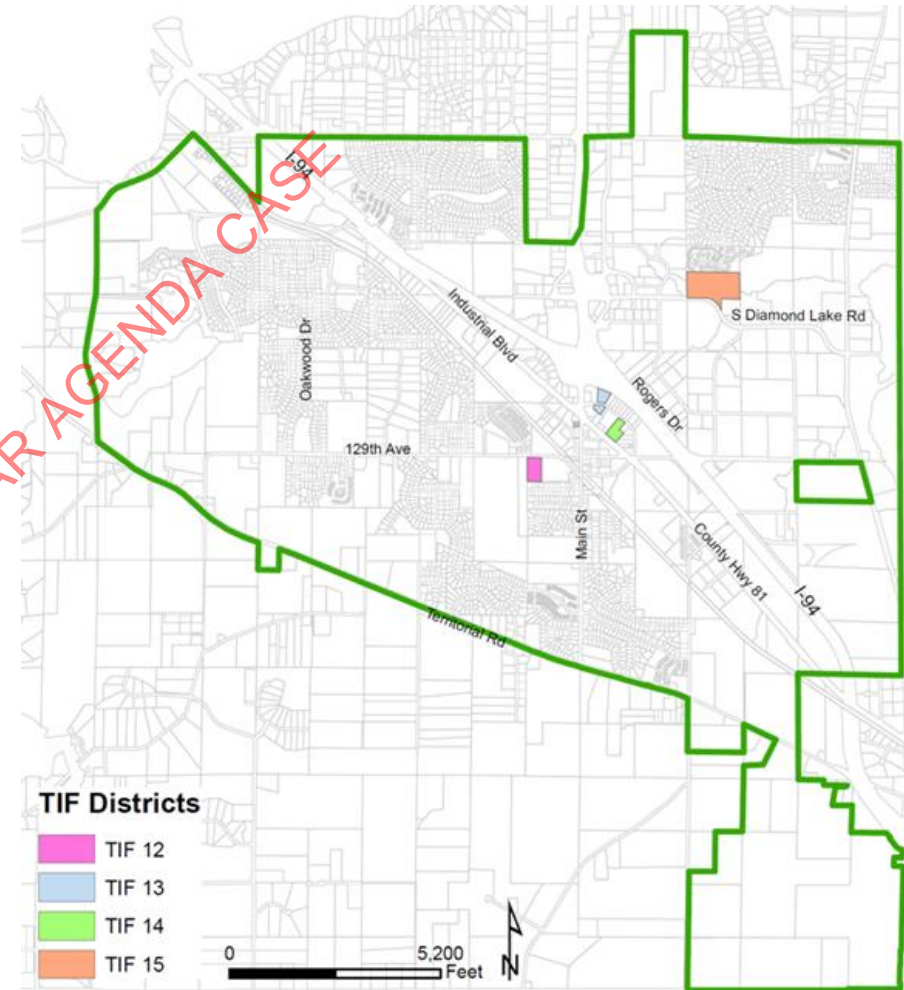 I-94
AR AGENDA CASE
Industrial Blvd
S Diamond Lake Rd
Oakwood Dr
Rogers Dr
129th Ave
Main St
County Hwy 81
I-94
Territorial Rd
TIF Districts
TIF 12
TIF 13
TIF 14
TIF 15
0 5,200
Feet
N